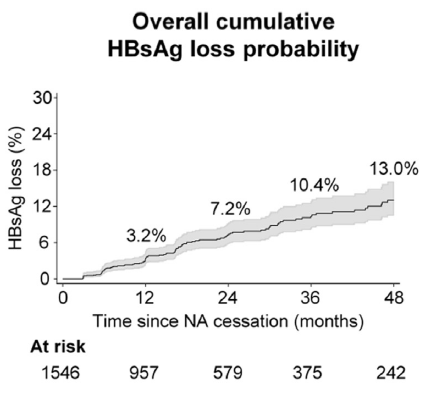 Overall cumulative
HBsAg loss probability
HBsAg loss (%)
30
24
18
12
6
0
3.2%
7.2%
10.4%
13.0%
0 12 24 36 48
Time since NA cessation (months)
At risk
1546 957 579 375 242